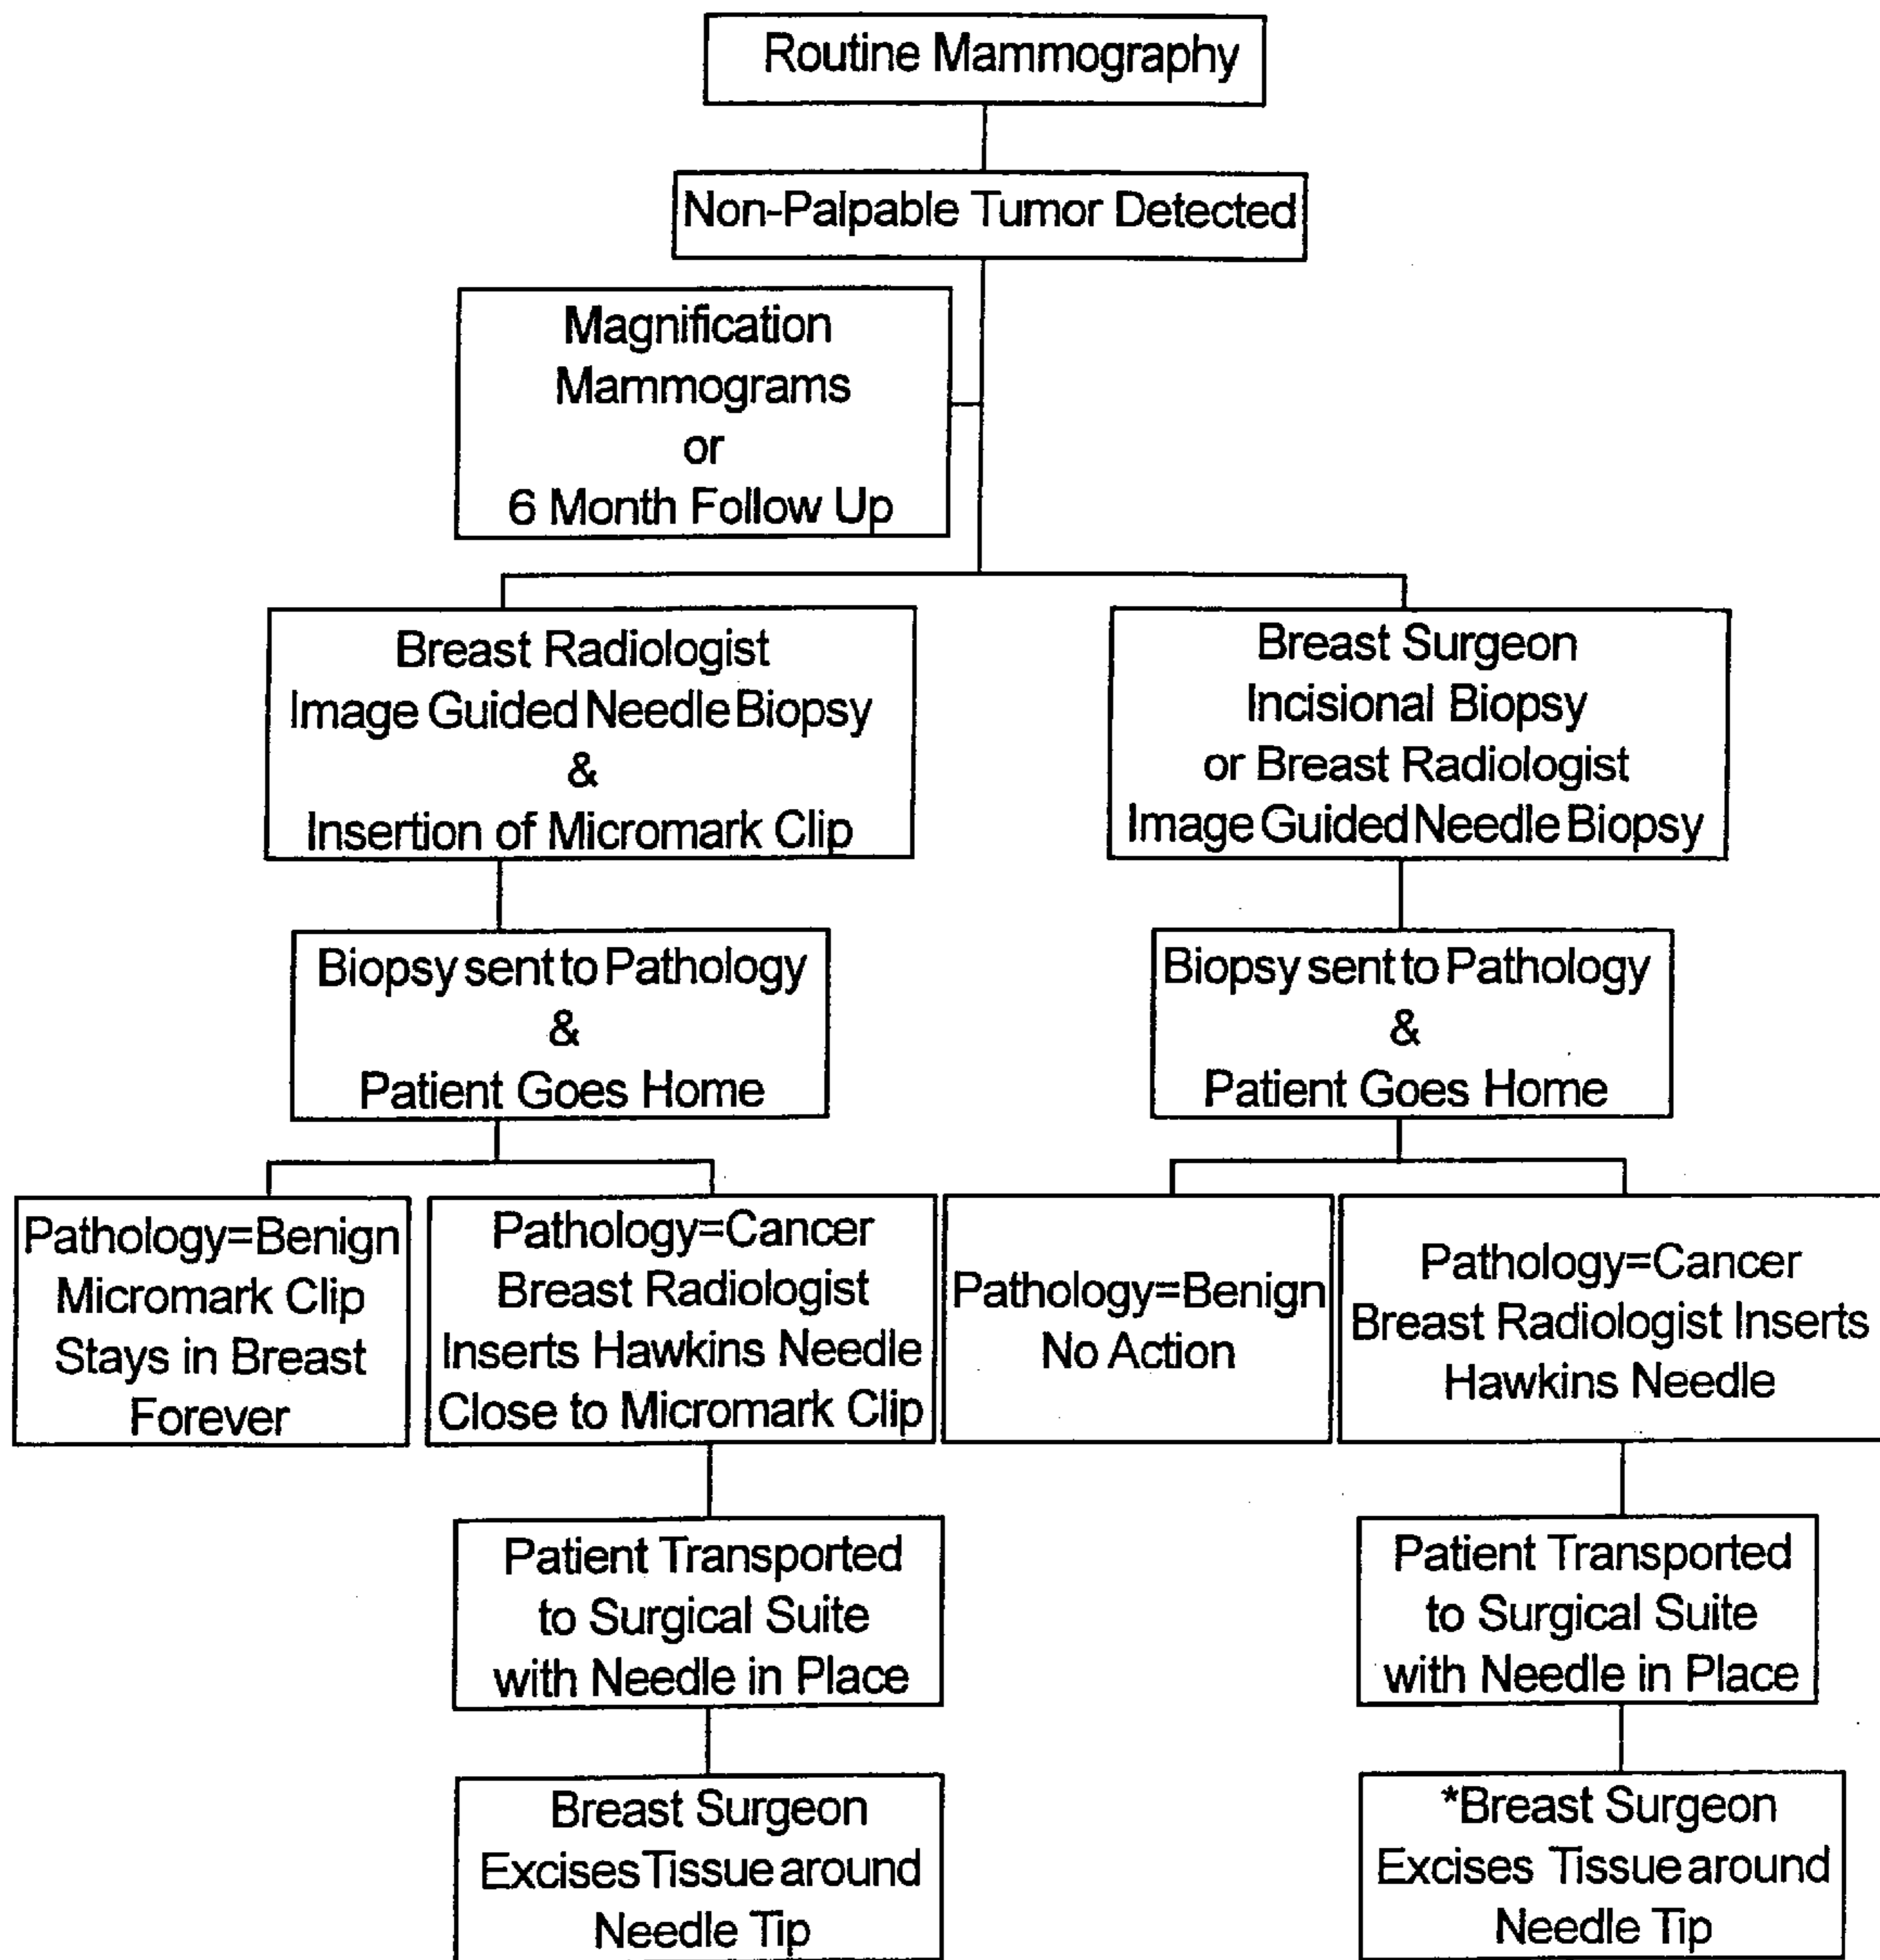 Routine Mammography
Non-Palpable Tumor Detected
Magnification
Mammograms
or
6 Month Follow Up
Breast Radiologist
Image Guided Needle Biopsy
&
Insertion of Micromark Clip
Breast Surgeon
Incisional Biopsy
or Breast Radiologist
Image Guided Needle Biopsy
Biopsy sent to Pathology
&
Patient Goes Home
Biopsy sent to Pathology
&
Patient Goes Home
Pathology=Benign
Micromark Clip
Stays in Breast
Forever
Pathology=Cancer
Breast Radiologist
Inserts Hawkins Needle
Close to Micromark Clip
Pathology=Benign
No Action
Pathology=Cancer
Breast Radiologist Inserts
Hawkins Needle
Patient Transported
to Surgical Suite
with Needle in Place
Patient Transported
to Surgical Suite
with Needle in Place
Breast Surgeon
Excises Tissue around
Needle Tip
*Breast Surgeon
Excises Tissue around
Needle Tip